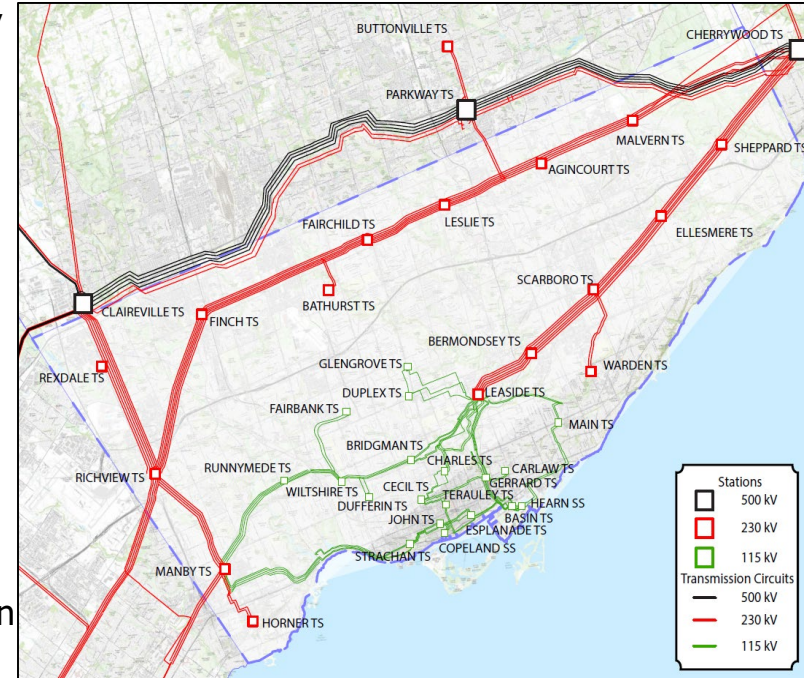 y
BUTTONVILLE TS
CHERRYWOOD TS
PARKWAY TS
MALVERN TS
SHEPPARD TS
AGINCOURT TS
LESLIE TS
FAIRCHILD TS
ELLESMERE TS
SCARBORO TS
BATHURST TS
CLAIREVILLE TS
FINCH TS
BERMONDSEY TS
GLENGROVE TS
WARDEN TS
REXDALE TS
DUPLEX TS
LEASIDE TS
FAIRBANK TS
MAIN TS
BRIDGMAN TS
CHARLES TS
CARLAW TS
RUNNYMEDE TS
RICHVIEW TS
GERRARD TS
WILTSHIRE TS
CECIL TS
TERAULEY TS
HEARN SS
DUFFERIN TS
BASIN TS
JOHN TS
ESPLANADE TS
COPELAND SS
STRACHAN TS
MANBY TS
n
HORNER TS
Stations
500 kV
230 kV
115 kV
Transmission Circuits
500 kV
230 kV
115 kV